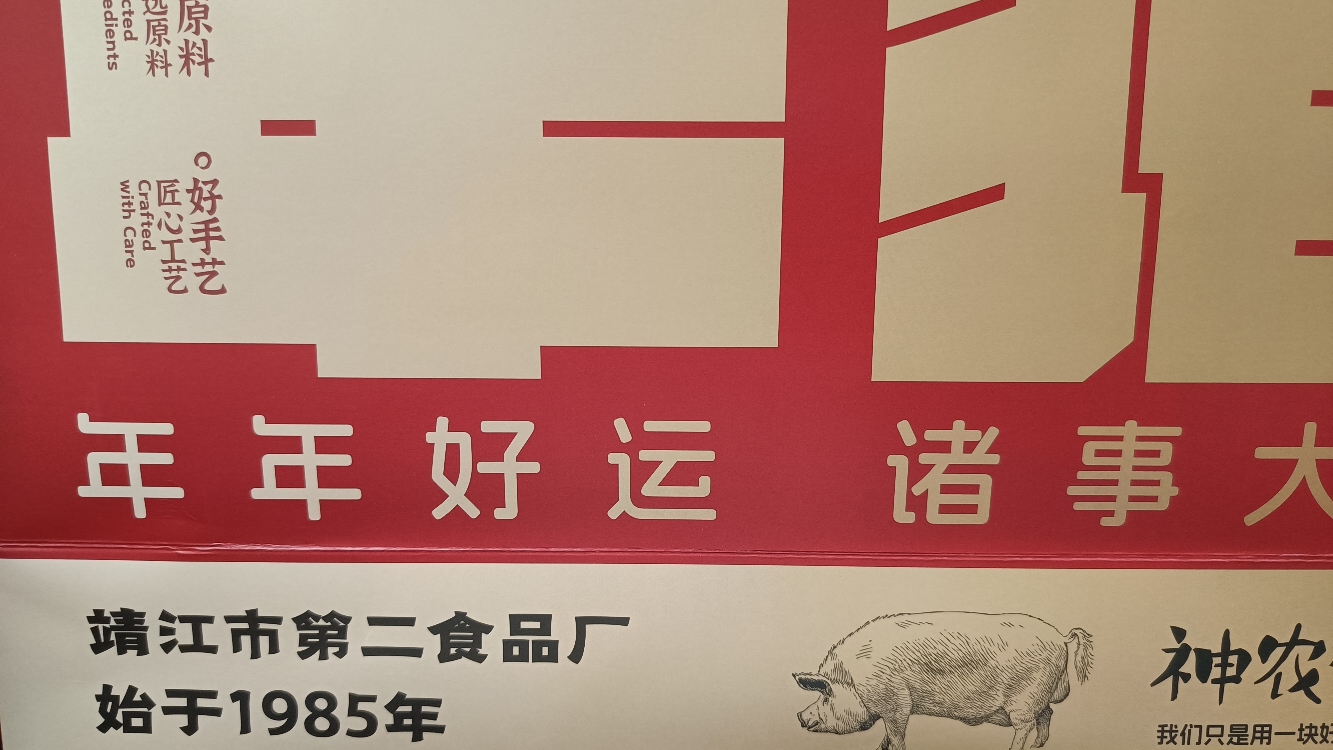 原料
选原料
cted
edients
好手艺
匠心工艺
Crafted
with Care
年年好运 诸事大
靖江市第二食品厂
始于1985年
神农
我们只是用一块好